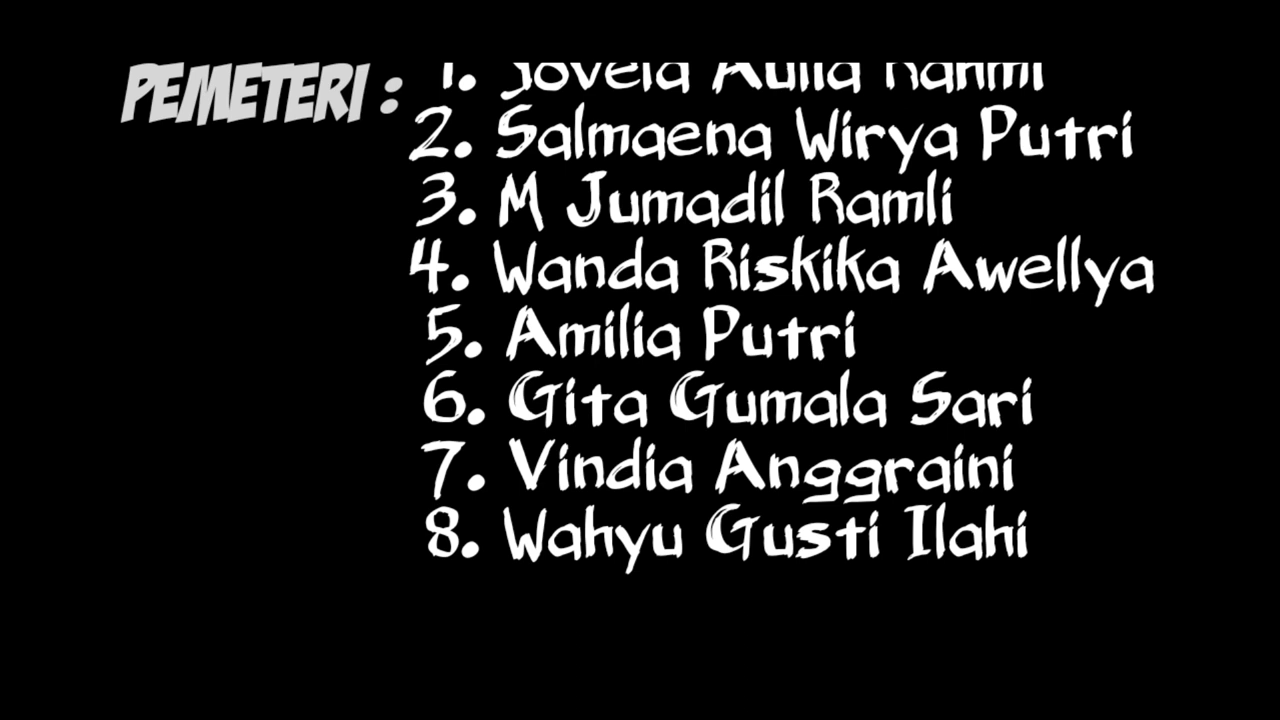 PEMETERI :
1. Aulia Rahmi
2. Salmaena Wirya Putri
3. M Jumadil Ramli
4. Wanda Riskika Awellya
5. Amilia Putri
6. Gita Gumala Sari
7. Vindia Anggraini
8. Wahyu Gusti Ilahi